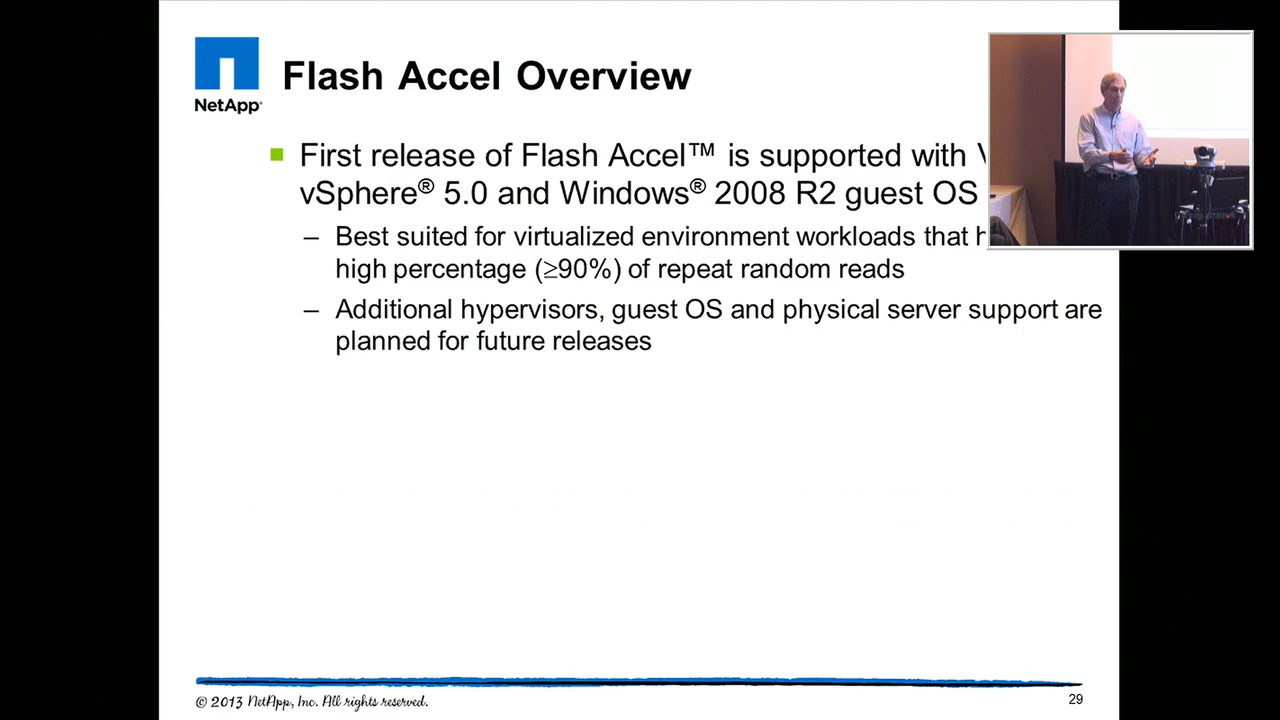 NetApp®
Flash Accel Overview
First release of Flash Accel™ is supported with
vSphere® 5.0 and Windows® 2008 R2 guest OS
– Best suited for virtualized environment workloads that
high percentage (≥90%) of repeat random reads
– Additional hypervisors, guest OS and physical server support are
planned for future releases
© 2013 NetApp, Inc. All rights reserved.
29